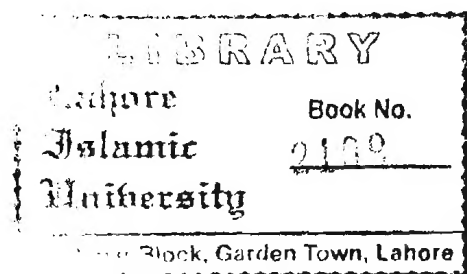 LIBRARY
Lahore
Book No.
Islamic
University
Block, Garden Town, Lahore